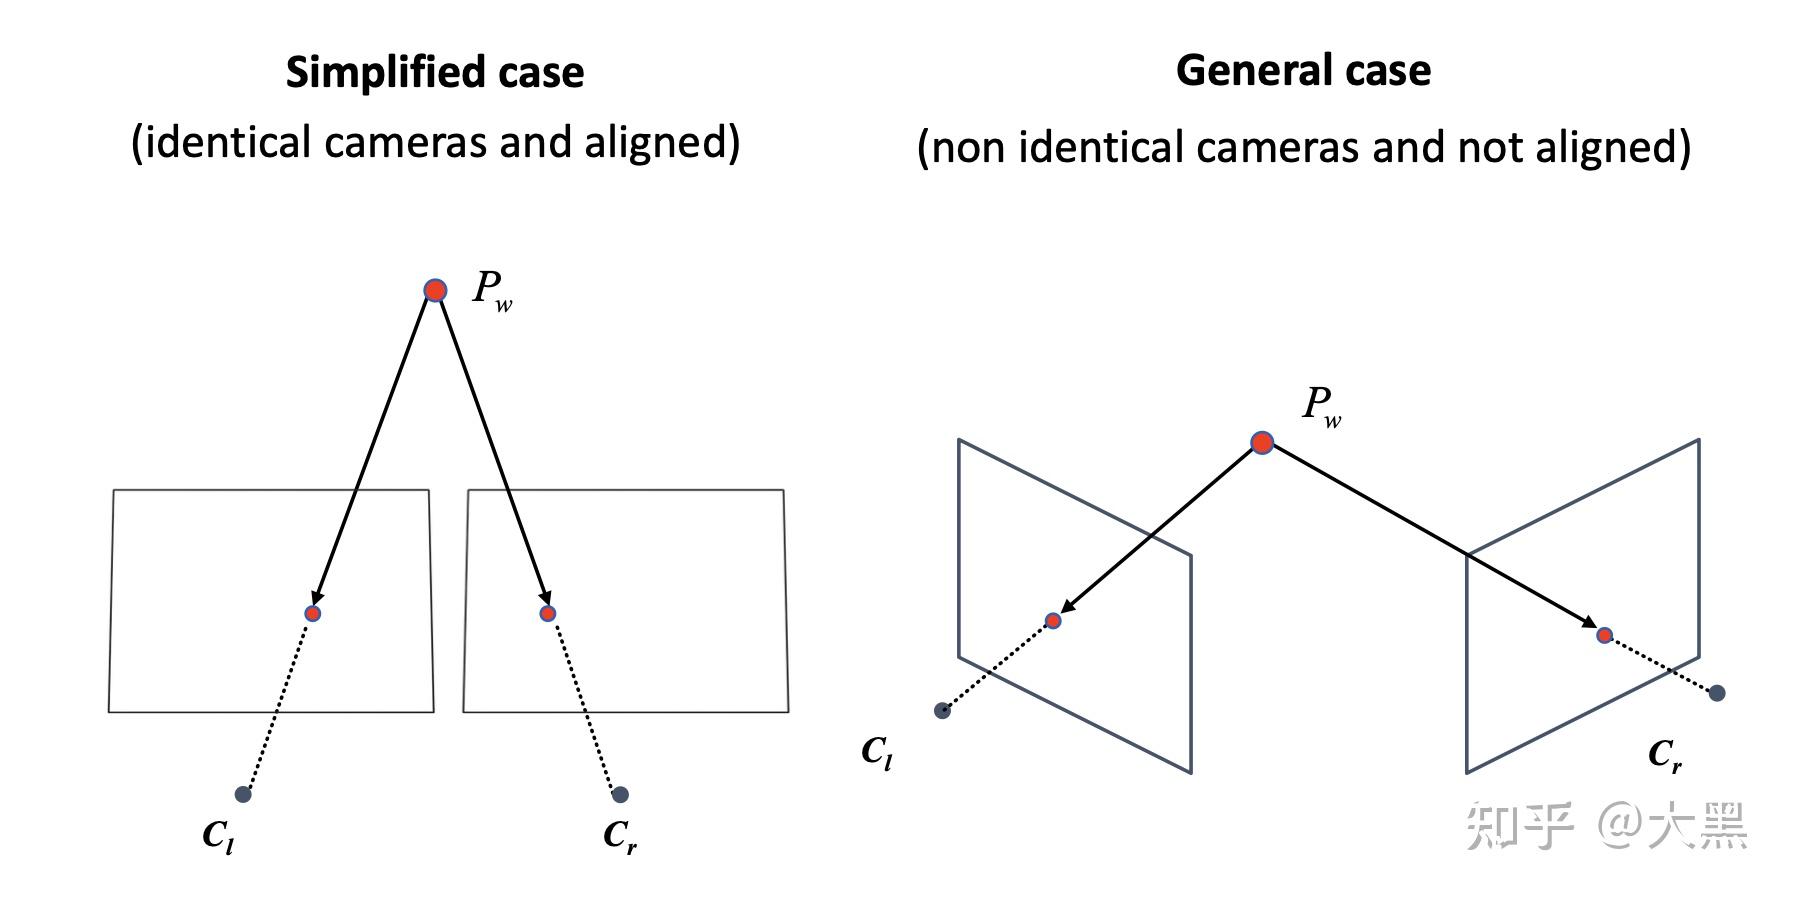 Simplified case
(identical cameras and aligned)
P_w
C_l
C_r
General case
(non identical cameras and not aligned)
P_w
C_l
C_r
知乎 @大黑